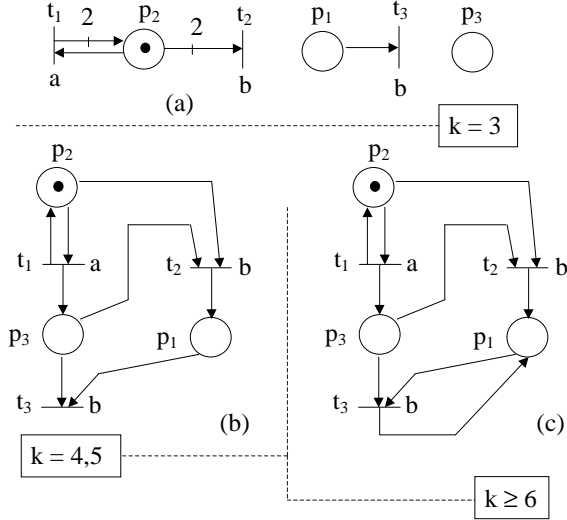 t1 p2 t2 p1 t3 p3
2 2
a b b
(a)
k = 3
p2 p2
t1 a t2 b t1 a t2 b
p3 p1 p3 p1
t3 b (b) t3 b (c)
k = 4,5
k ≥ 6